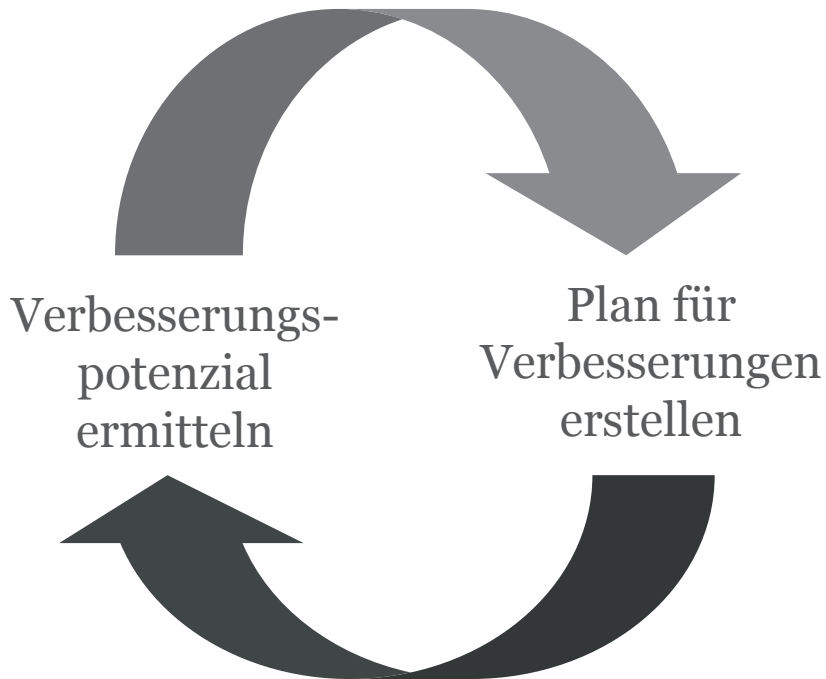 Verbesserungs-
potenzial
ermitteln
Plan für
Verbesserungen
erstellen